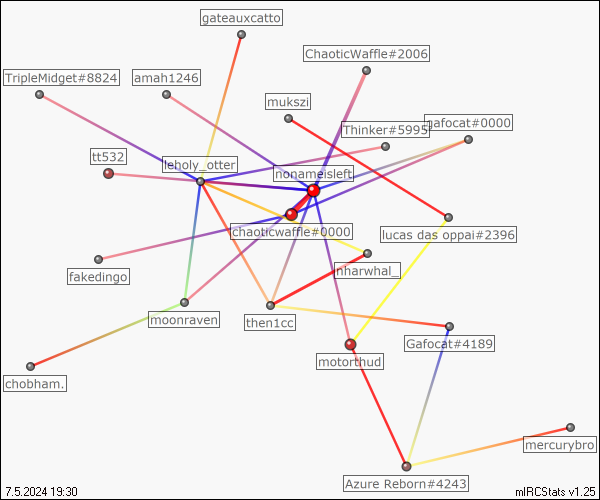 gateauxcatto
ChaoticWaffle#2006
TripleMidget#8824
amah1246
mukszi
gafocat#0000
Thinker#5995
tt532
leholy_otter
nonameisleft
chaoticwaffle#0000
lucas das oppai#2396
fakedingo
nharwhal_
moonraven
then1cc
Gafocat#4189
motorthud
chobham.
mercurybro
Azure Reborn#4243
7.5.2024 19:30
mIRCStats v1.25